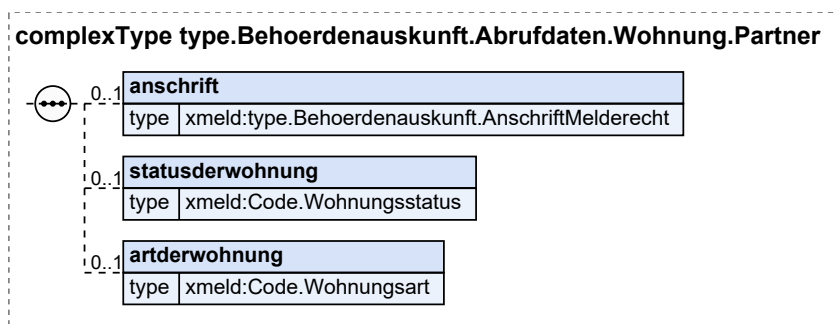 complexType type.Behoerdenauskunft.Abrufdaten.Wohnung.Partner
0..1 anschrift
type xmeld:type.Behoerdenauskunft.AnschriftMelderecht
0..1 statusderwohnung
type xmeld:Code.Wohnungsstatus
0..1 artderwohnung
type xmeld:Code.Wohnungsart